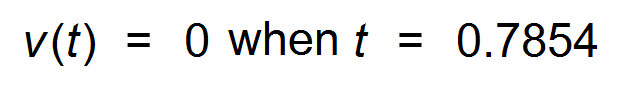 v(t) = 0 when t = 0.7854